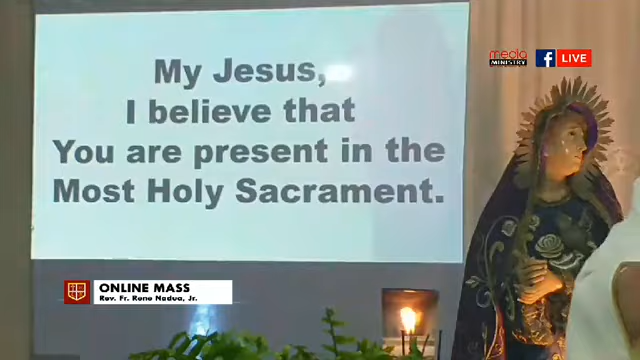 My Jesus,
I believe that
You are present in the
Most Holy Sacrament.
media
MINISTRY
f LIVE
ONLINE MASS
Rev. Fr. Rene Nadua, Jr.